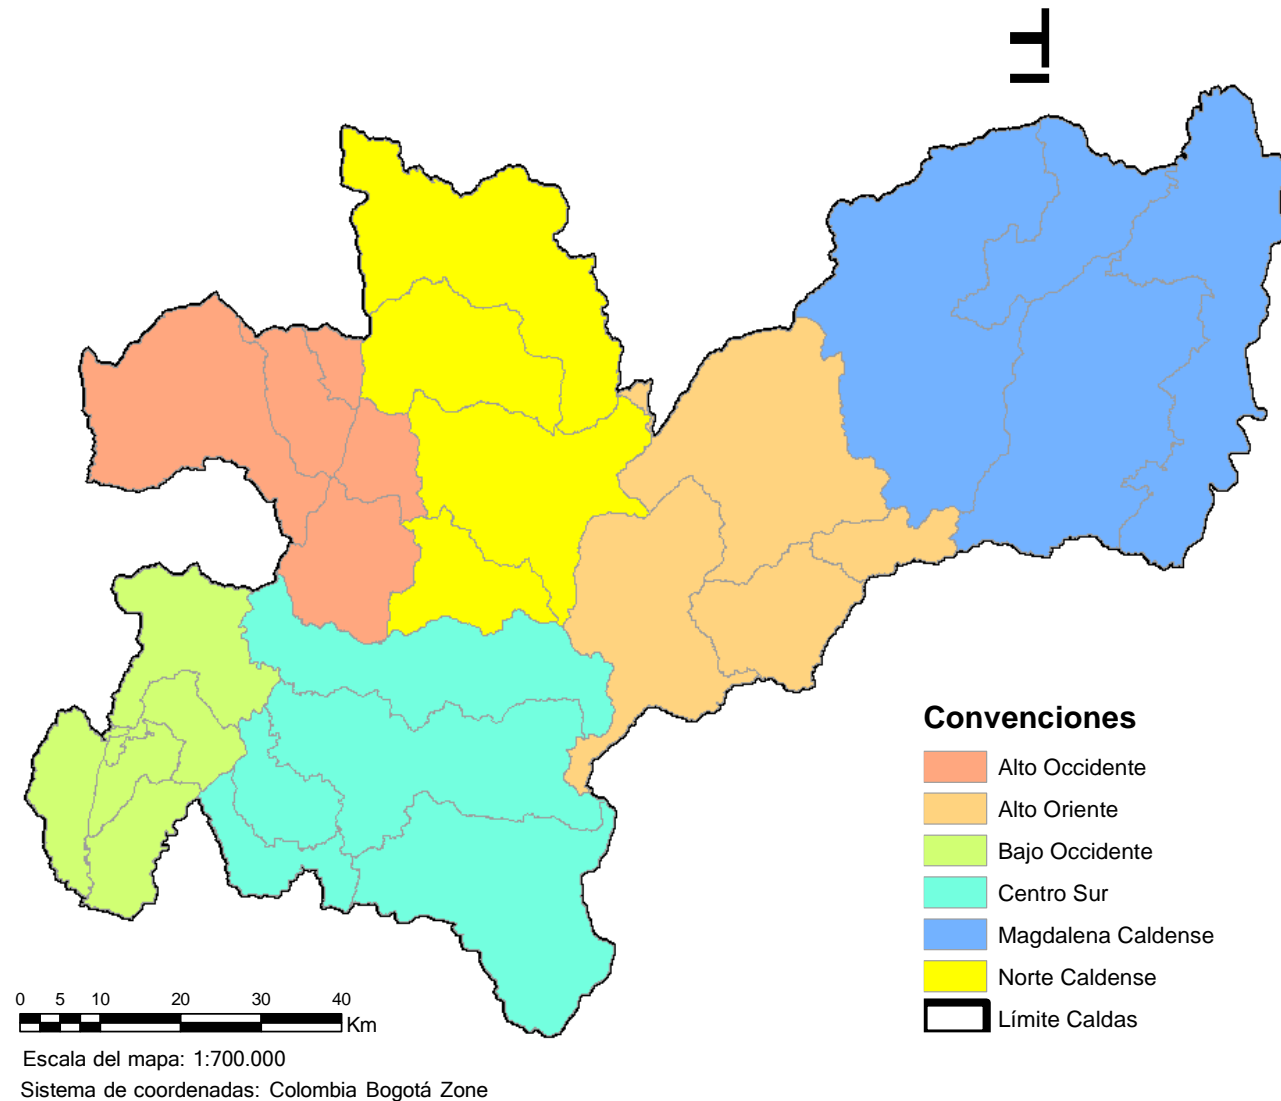 Convenciones
Alto Occidente
Alto Oriente
Bajo Occidente
Centro Sur
Magdalena Caldense
Norte Caldense
Límite Caldas
0 5 10 20 30 40
Km
Escala del mapa: 1:700.000
Sistema de coordenadas: Colombia Bogotá Zone